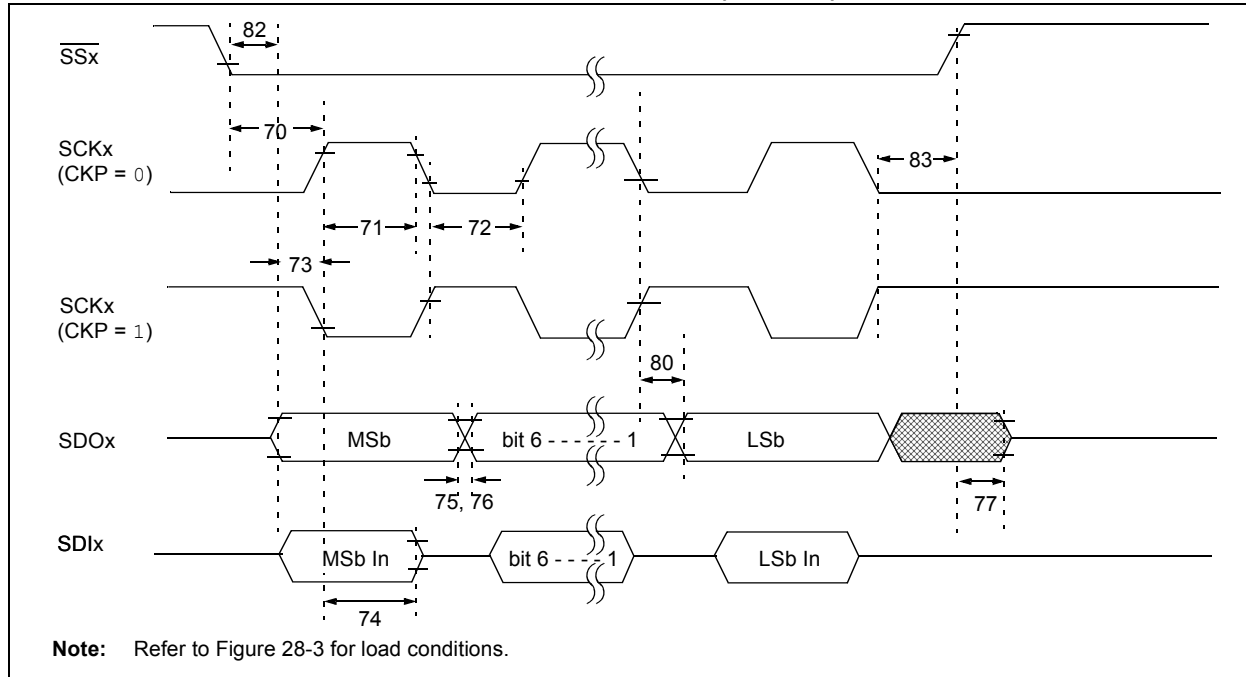 82
SSx
70
SCKx
(CKP = 0)
83
71
72
73
SCKx
(CKP = 1)
80
SDOx
MSb
bit 6 - - - - - - 1
LSb
75, 76
77
SDIx
MSb In
bit 6 - - - - 1
LSb In
74
Note: Refer to Figure 28-3 for load conditions.